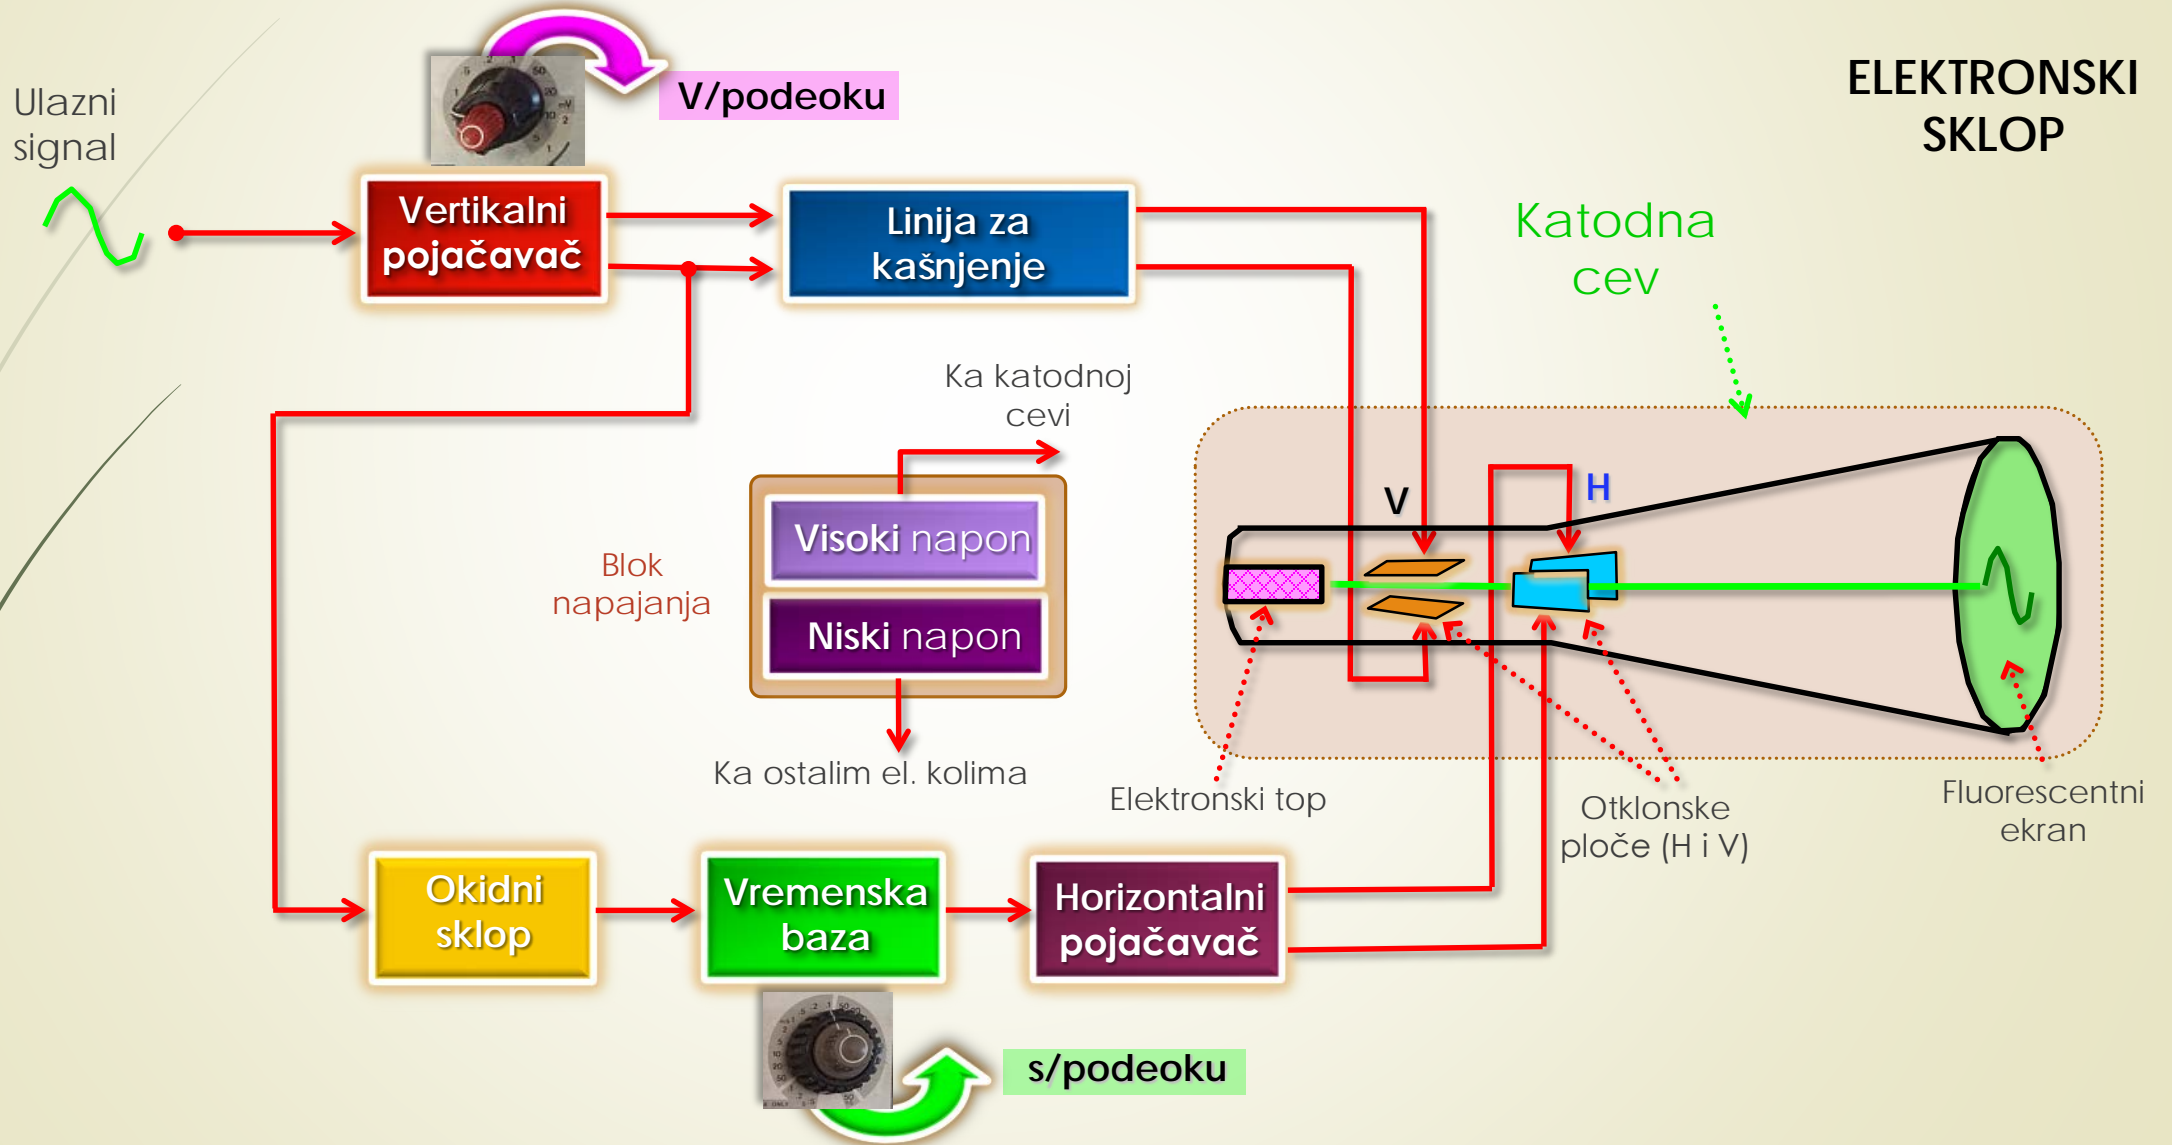 ELEKTRONSKI
SKLOP
Ulazni
signal
V/podeoku
Vertikalni
pojačavač
Linija za
kašnjenje
Katodna
cev
Ka katodnoj
cevi
Visoki napon
Niski napon
Blok
napajanja
Ka ostalim el. kolima
V
H
Elektronski top
Otklonske
ploče (H i V)
Fluorescentni
ekran
Okidni
sklop
Vremenska
baza
Horizontalni
pojačavač
s/podeoku